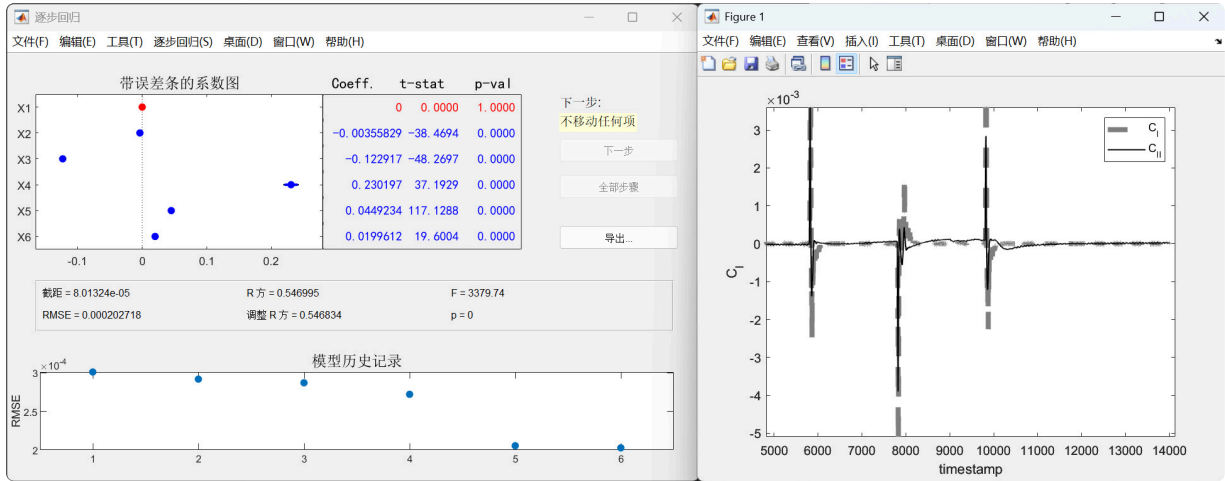 逐步回归
文件(F) 编辑(E) 工具(T) 逐步回归(S) 桌面(D) 窗口(W) 帮助(H)
带误差条的系数图
Coeff. t-stat p-val
X1 0 0.0000 1.0000
X2 -0.00355829 -38.4694 0.0000
X3 -0.122917 -48.2697 0.0000
X4 0.230197 37.1929 0.0000
X5 0.0449234 117.1288 0.0000
X6 0.0199612 19.6004 0.0000
-0.1 0 0.1 0.2
下一步:
不移动任何项
下一步
全部步骤
导出...
截距 = 8.01324e-05 R 方 = 0.546995 F = 3379.74
RMSE = 0.000202718 调整 R 方 = 0.546834 p = 0
模型历史记录
×10⁻⁴
RMSE
3
2.5
2
1 2 3 4 5 6
Figure 1
文件(F) 编辑(E) 查看(V) 插入(I) 工具(T) 桌面(D) 窗口(W) 帮助(H)
×10⁻³
C_I
C_II
3
2
1
0
-1
-2
-3
-4
-5
C_I
5000 6000 7000 8000 9000 10000 11000 12000 13000 14000
timestamp